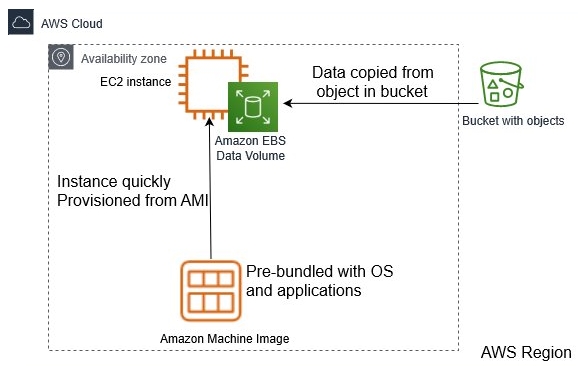 AWS Cloud
Availability zone
EC2 instance
Data copied from
object in bucket
Bucket with objects
Amazon EBS
Data Volume
Instance quickly
Provisioned from AMI
Pre-bundled with OS
and applications
Amazon Machine Image
AWS Region